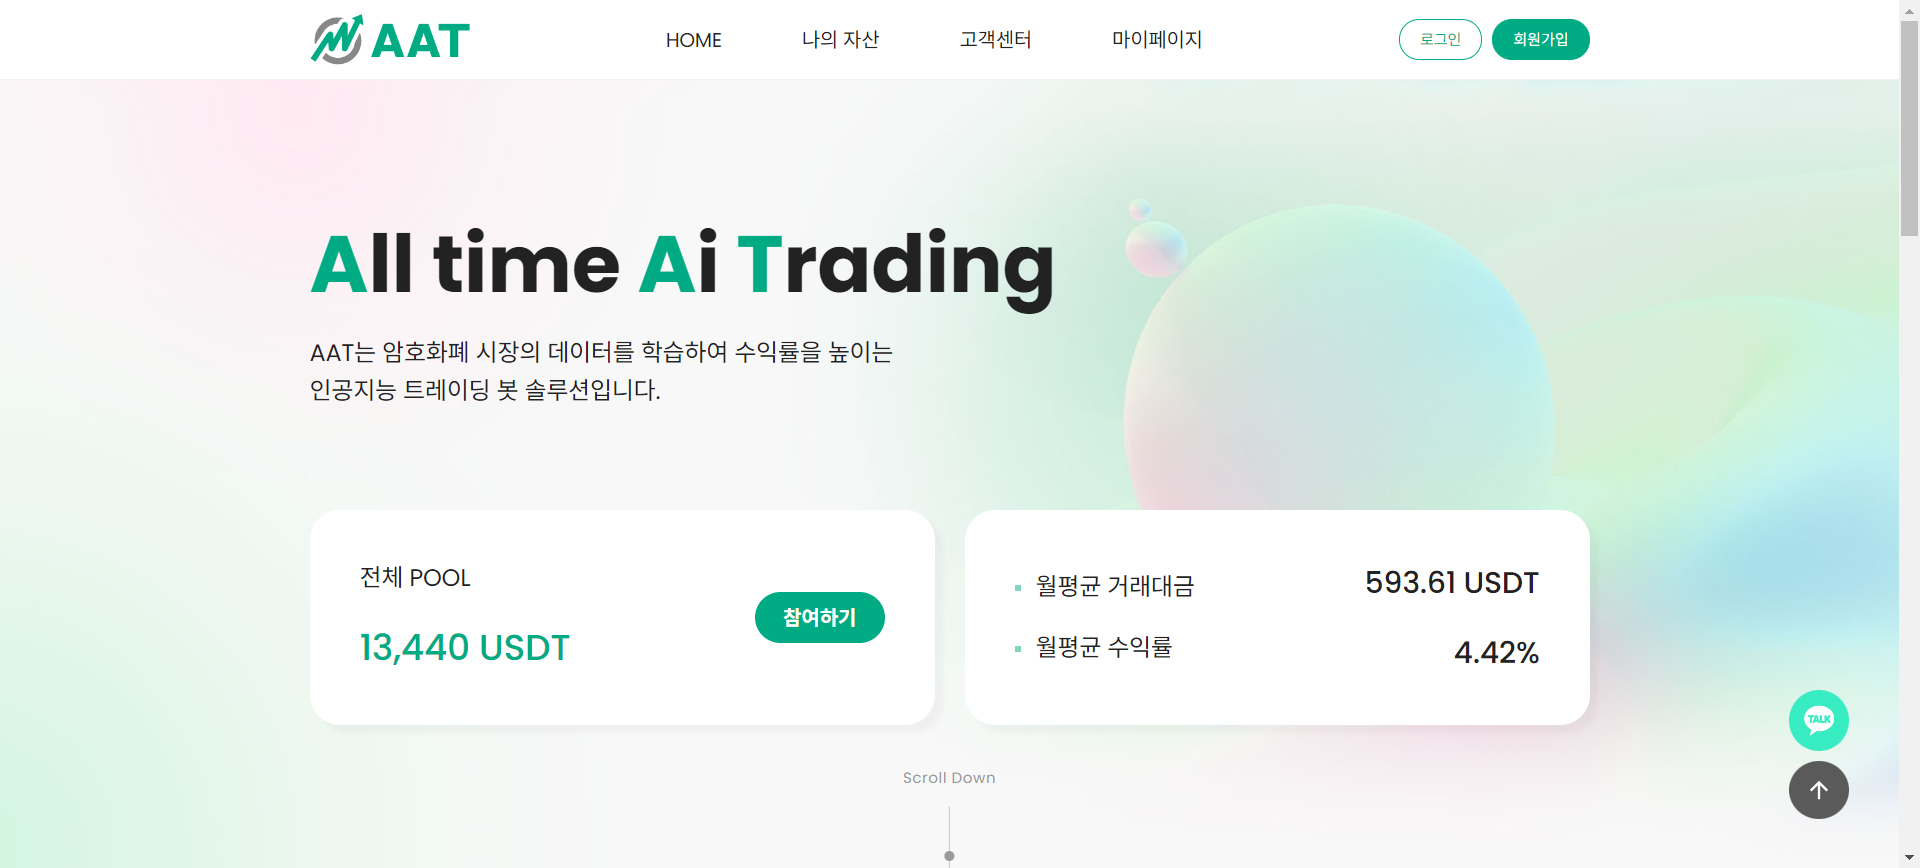 AAT
HOME
나의 자산
고객센터
마이페이지
로그인
회원가입
All time Ai Trading
AAT는 암호화폐 시장의 데이터를 학습하여 수익률을 높이는
인공지능 트레이딩 봇 솔루션입니다.
전체 POOL
13,440 USDT
참여하기
월평균 거래대금
593.61 USDT
월평균 수익률
4.42%
TALK
Scroll Down